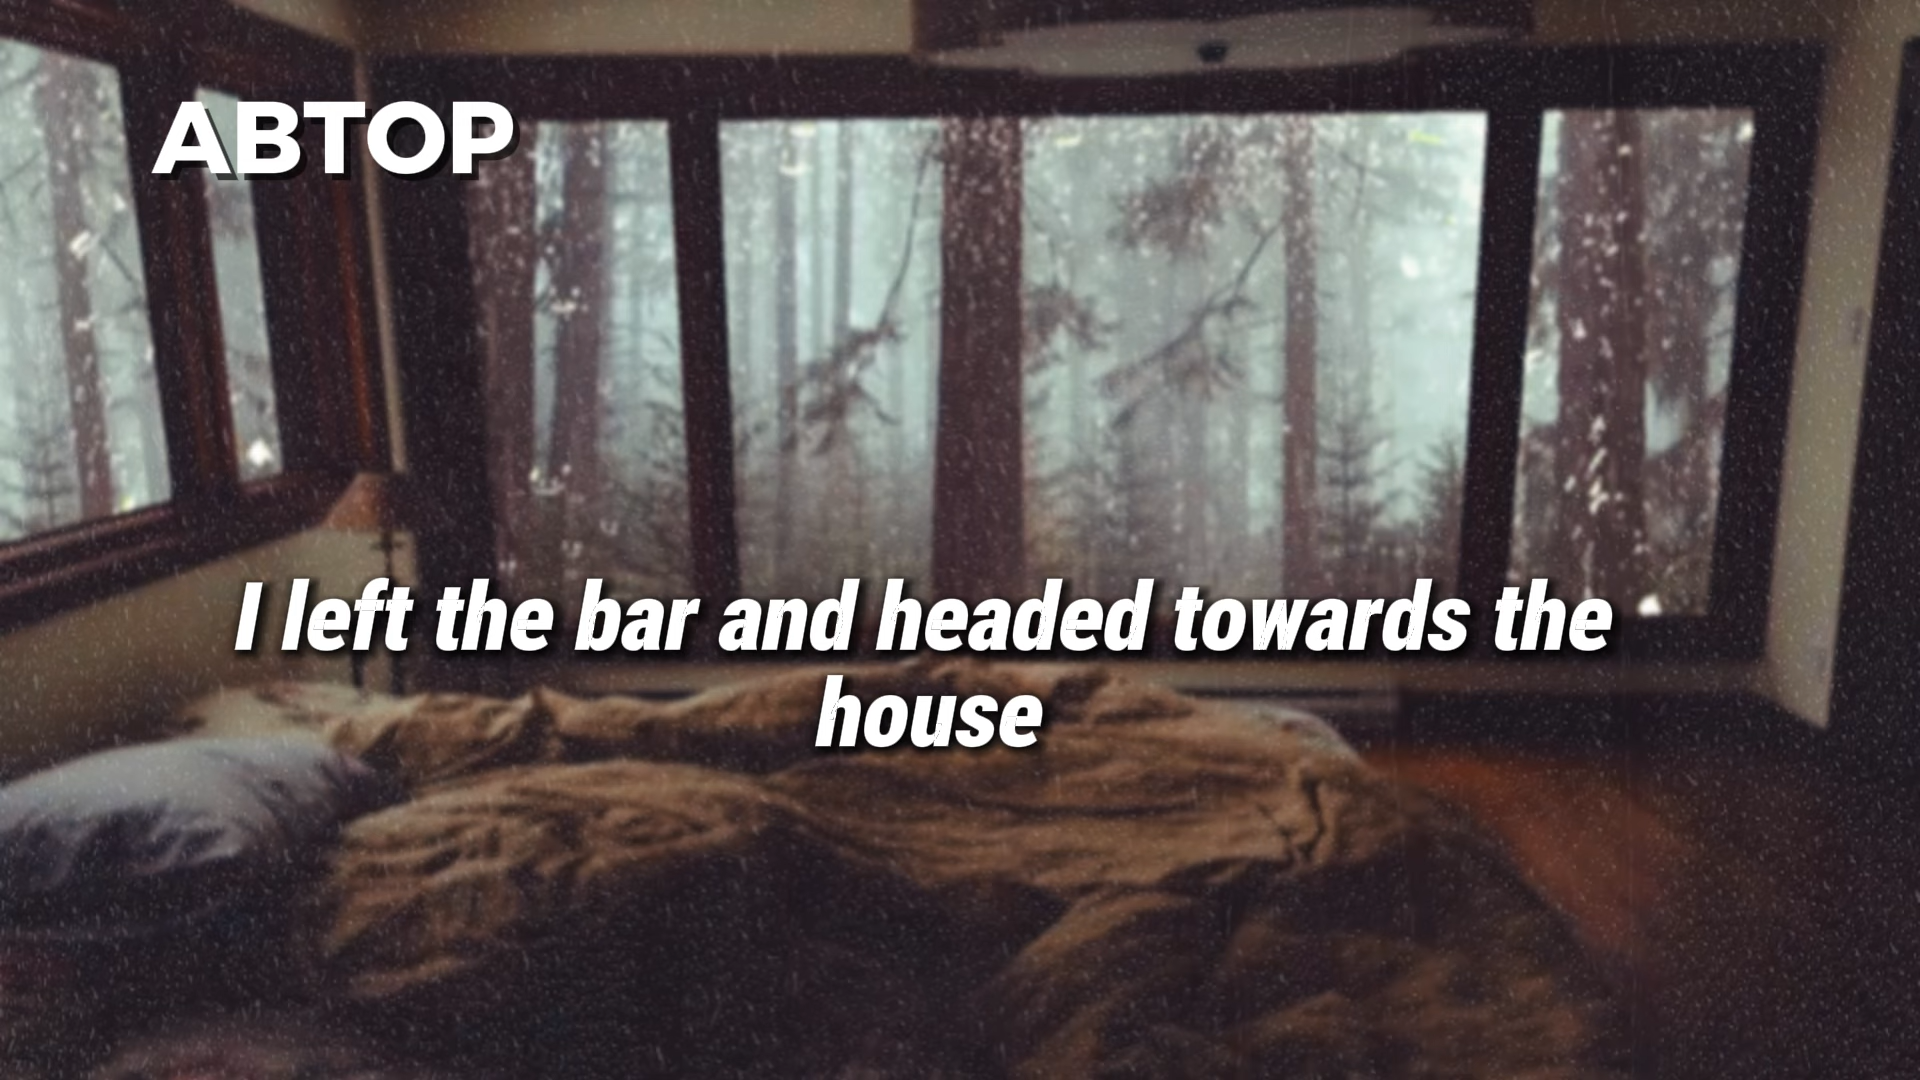 АВТОР
I left the bar and headed towards the
house